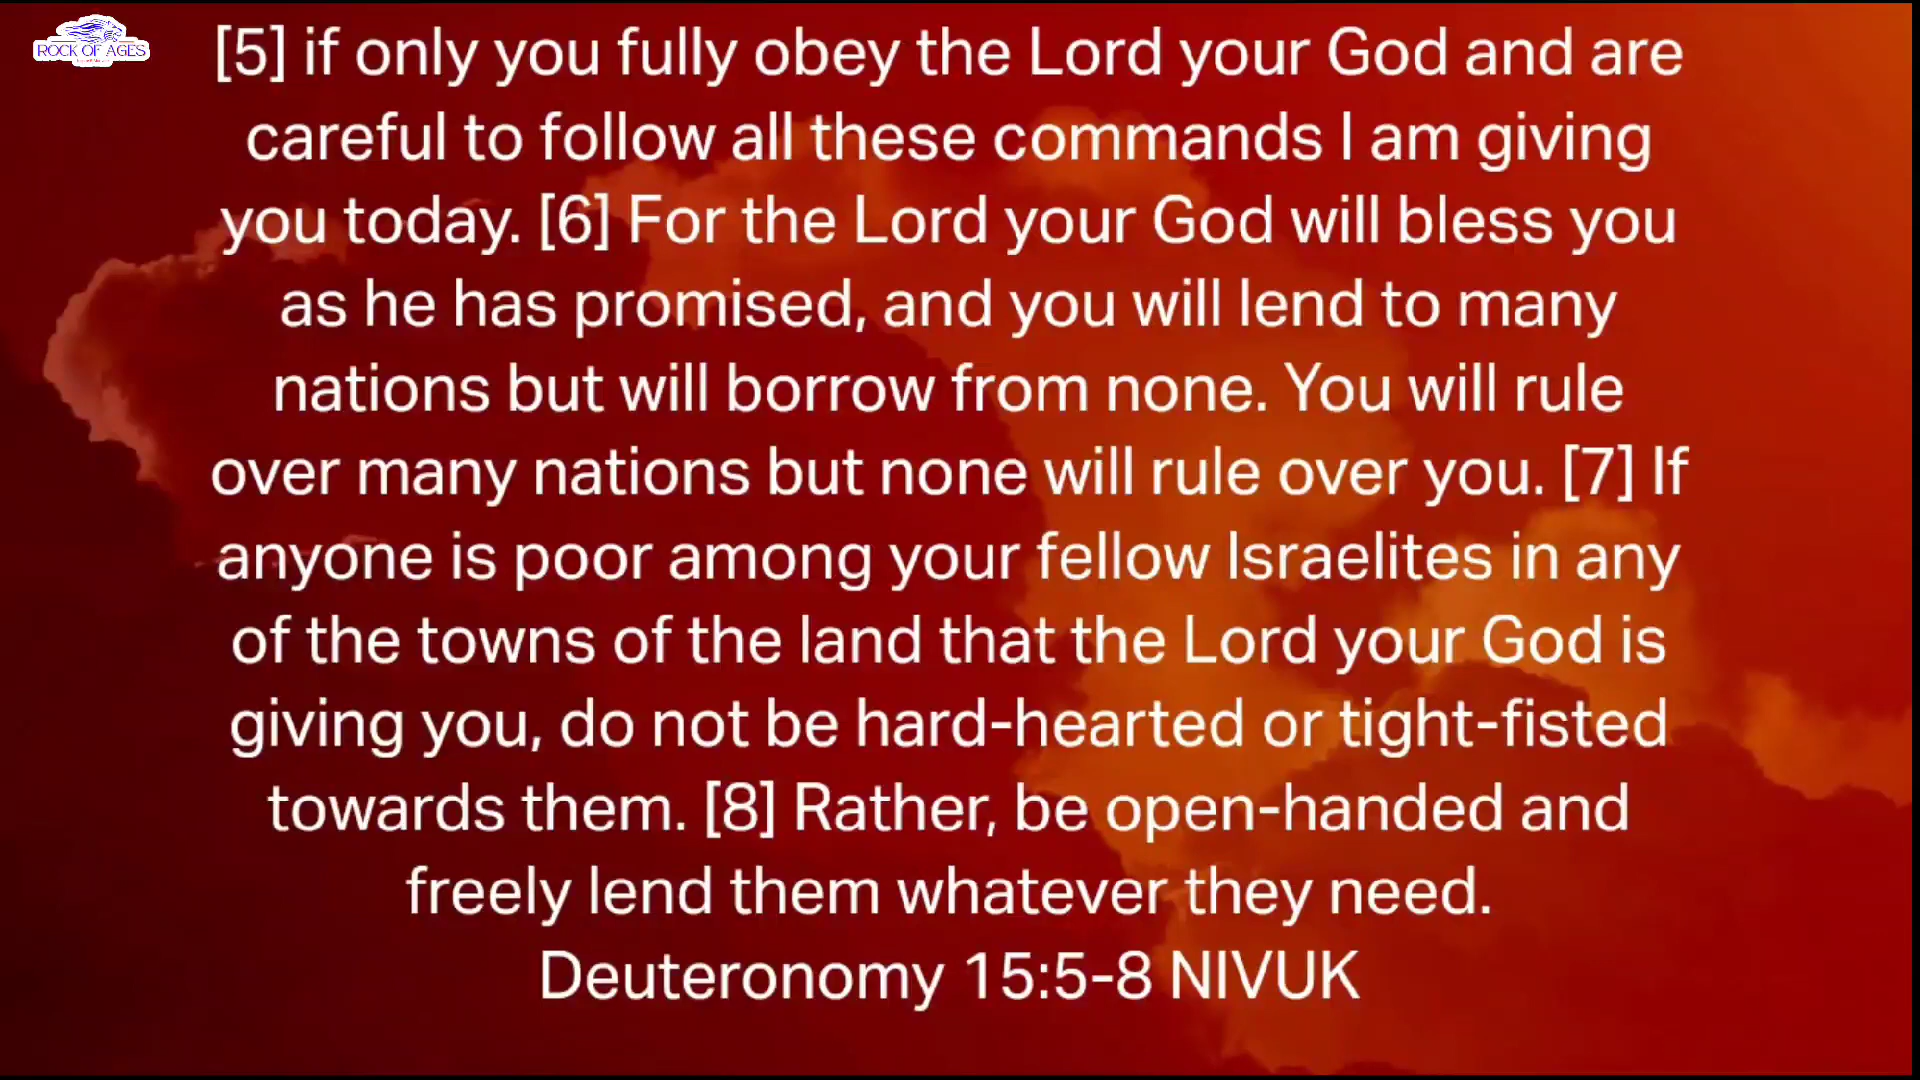 ROCK OF AGES
[5] if only you fully obey the Lord your God and are
careful to follow all these commands I am giving
you today. [6] For the Lord your God will bless you
as he has promised, and you will lend to many
nations but will borrow from none. You will rule
over many nations but none will rule over you. [7] If
anyone is poor among your fellow Israelites in any
of the towns of the land that the Lord your God is
giving you, do not be hard-hearted or tight-fisted
towards them. [8] Rather, be open-handed and
freely lend them whatever they need.
Deuteronomy 15:5-8 NIVUK